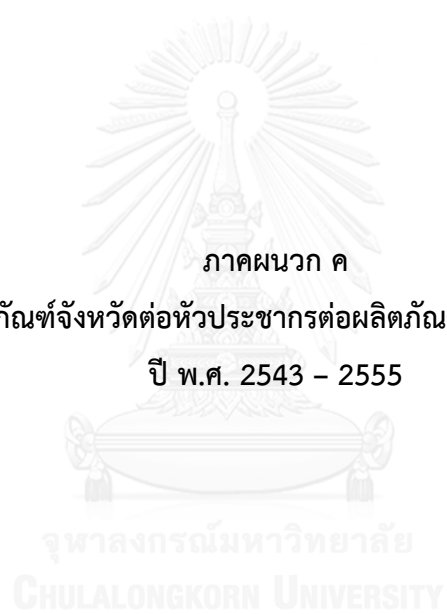 ภาคผนวก ค
ภัณฑ์จังหวัดต่อหัวประชากรต่อผลิตภัณ
ปี พ.ศ. 2543 – 2555
จุฬาลงกรณ์มหาวิทยาลัย
CHULALONGKORN UNIVERSITY